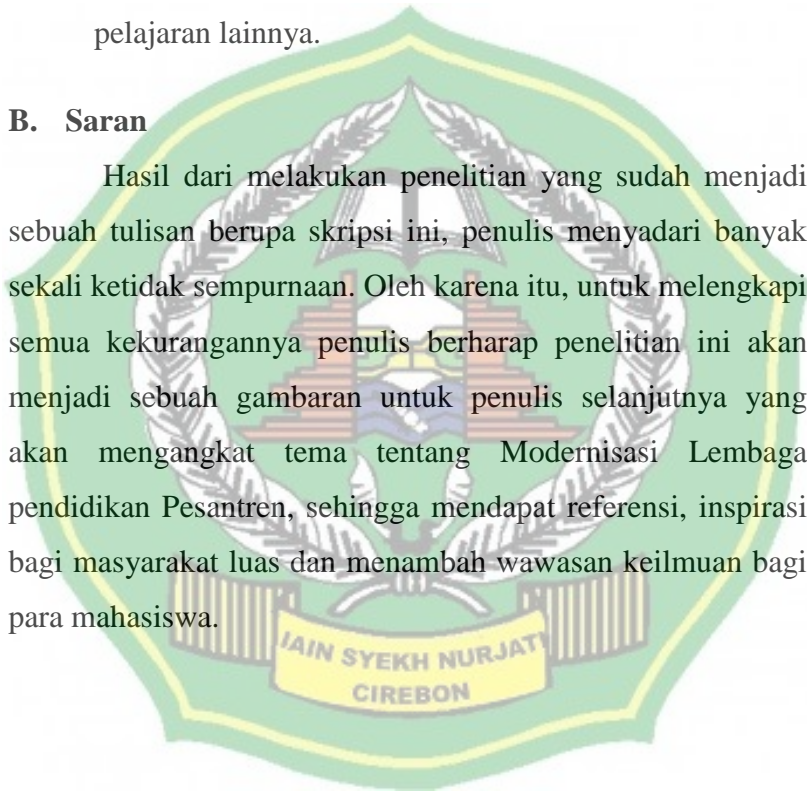 pelajaran lainnya.
B. Saran
Hasil dari melakukan penelitian yang sudah menjadi
sebuah tulisan berupa skripsi ini, penulis menyadari banyak
sekali ketidak sempurnaan. Oleh karena itu, untuk melengkapi
semua kekurangannya penulis berharap penelitian ini akan
menjadi sebuah gambaran untuk penulis selanjutnya yang
akan mengangkat tema tentang Modernisasi Lembaga
pendidikan Pesantren, sehingga mendapat referensi, inspirasi
bagi masyarakat luas dan menambah wawasan keilmuan bagi
para mahasiswa.
IAIN SYEKH NURJATI
CIREBON